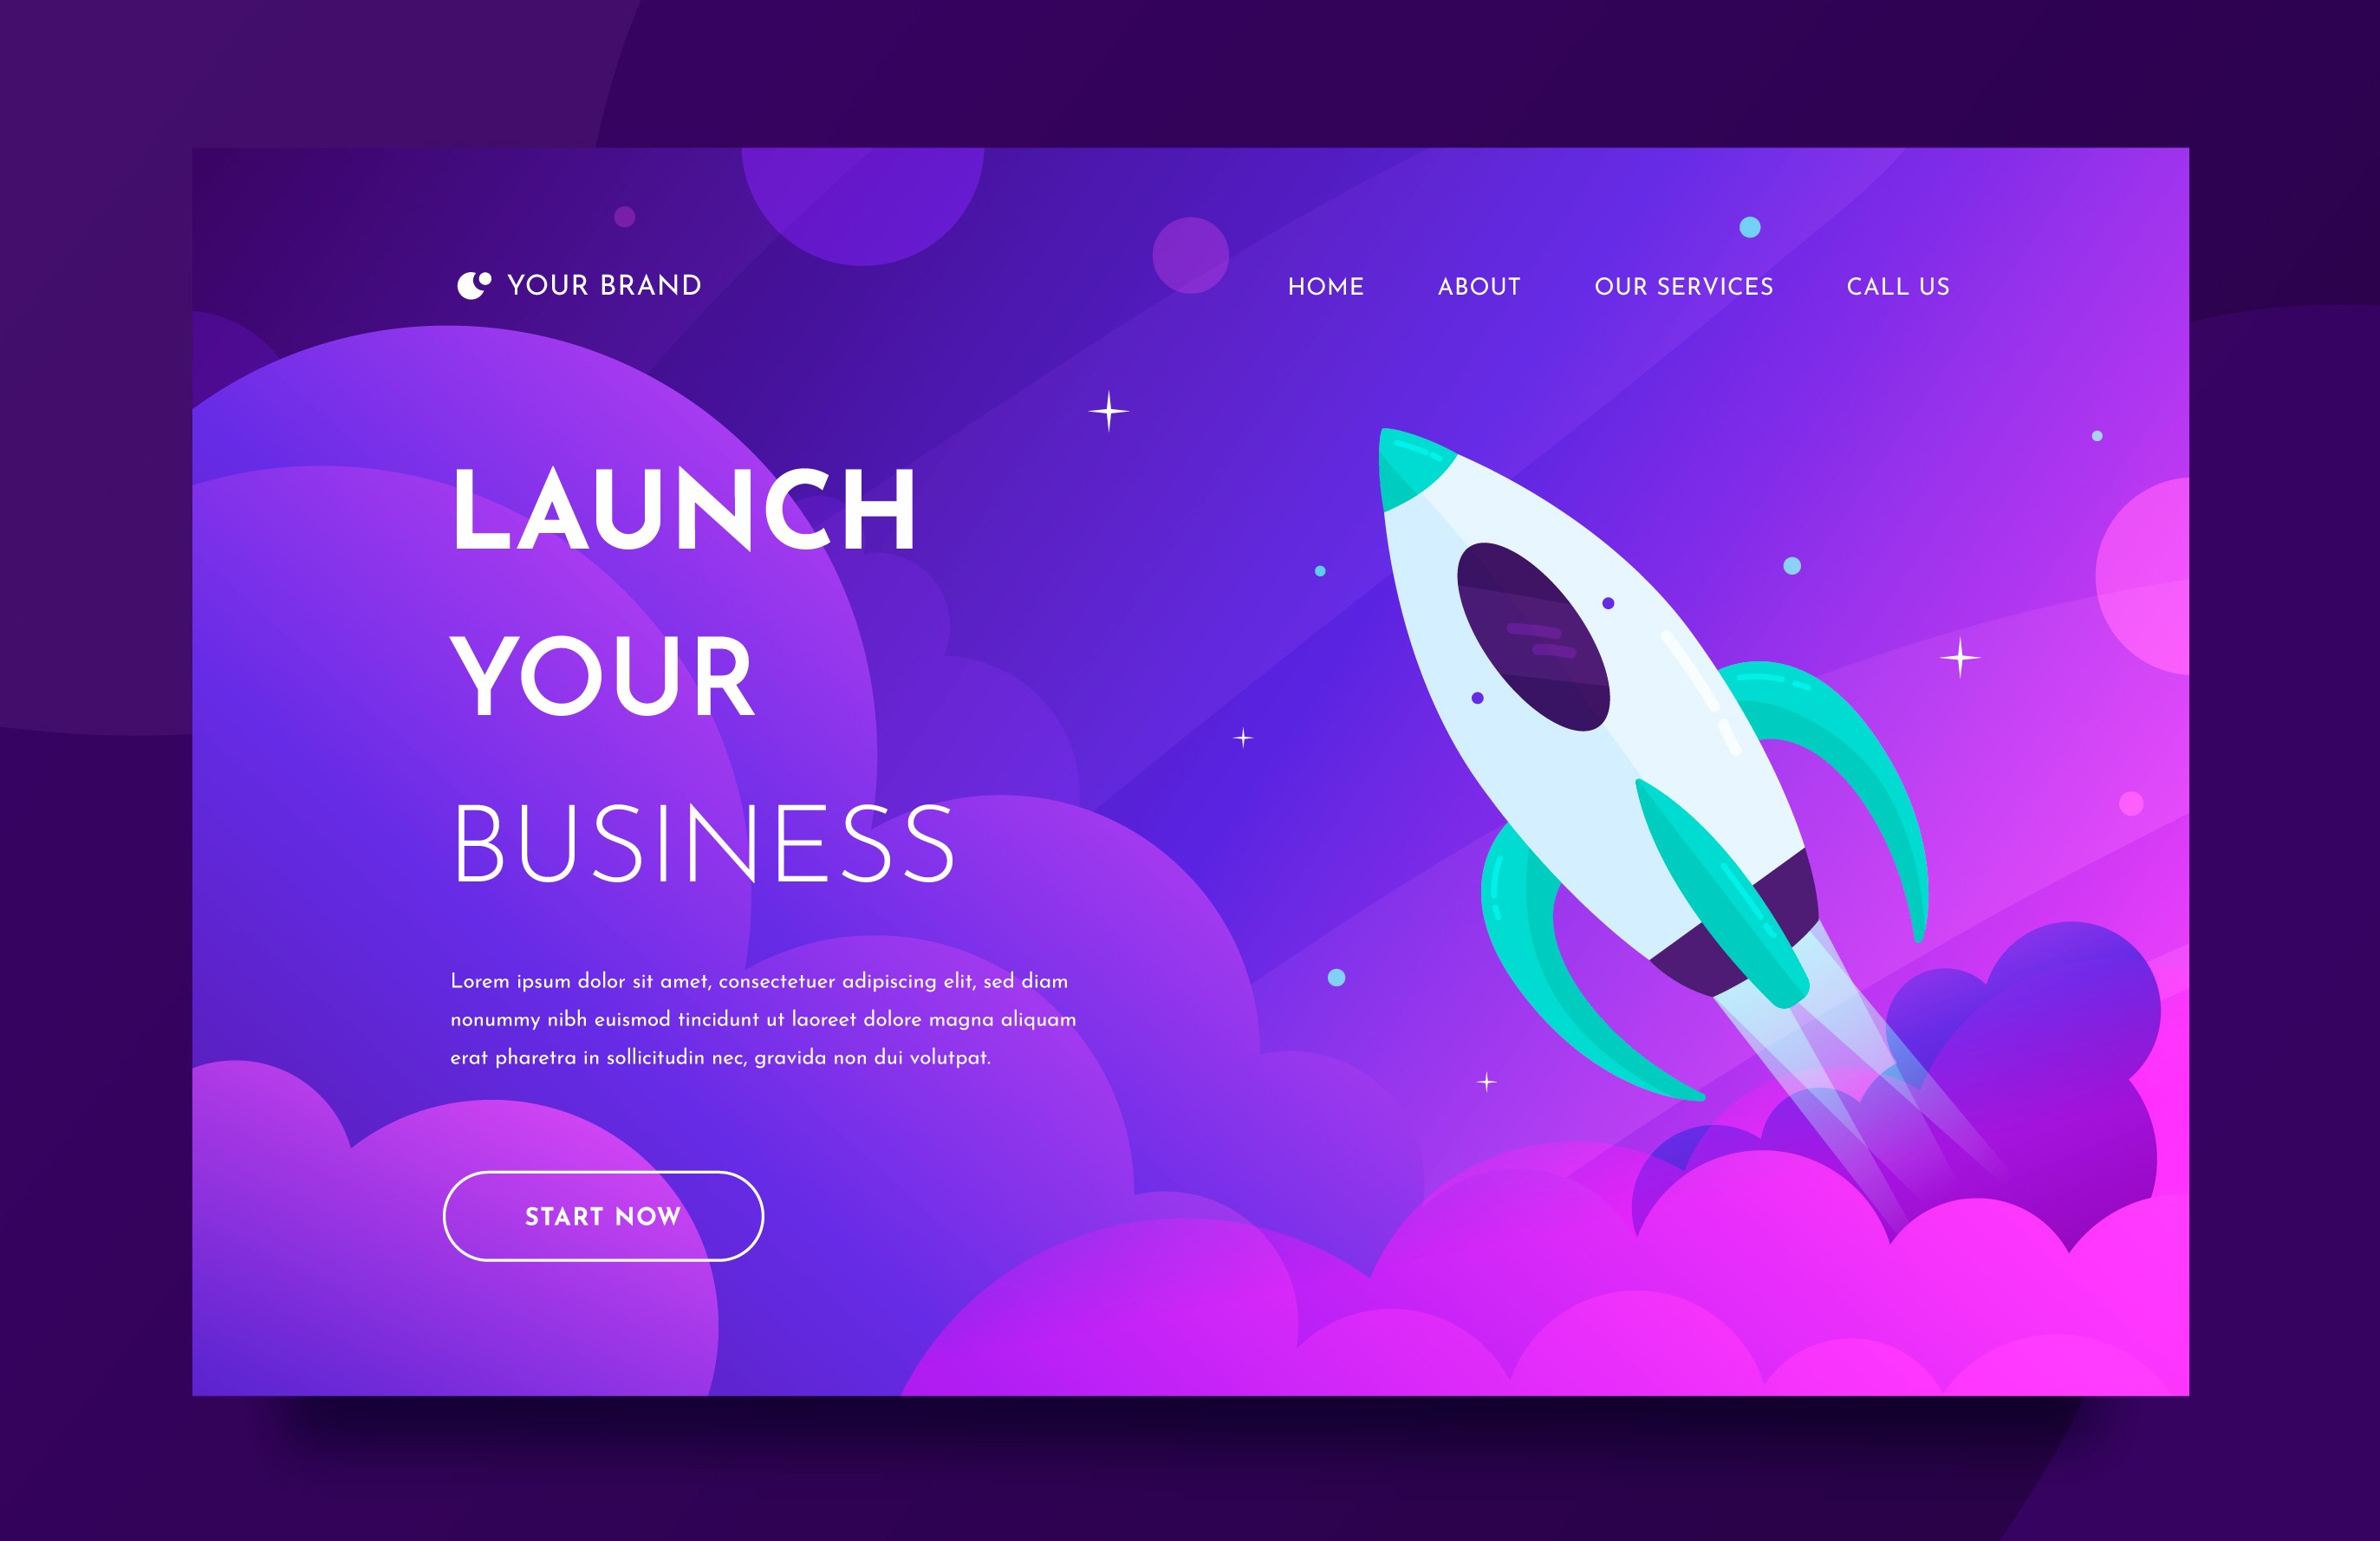 YOUR BRAND
HOME ABOUT OUR SERVICES CALL US
LAUNCH
YOUR
BUSINESS
Lorem ipsum dolor sit amet, consectetuer adipiscing elit, sed diam
nonummy nibh euismod tincidunt ut laoreet dolore magna aliquam
erat pharetra in sollicitudin nec, gravida non dui volutpat.
START NOW